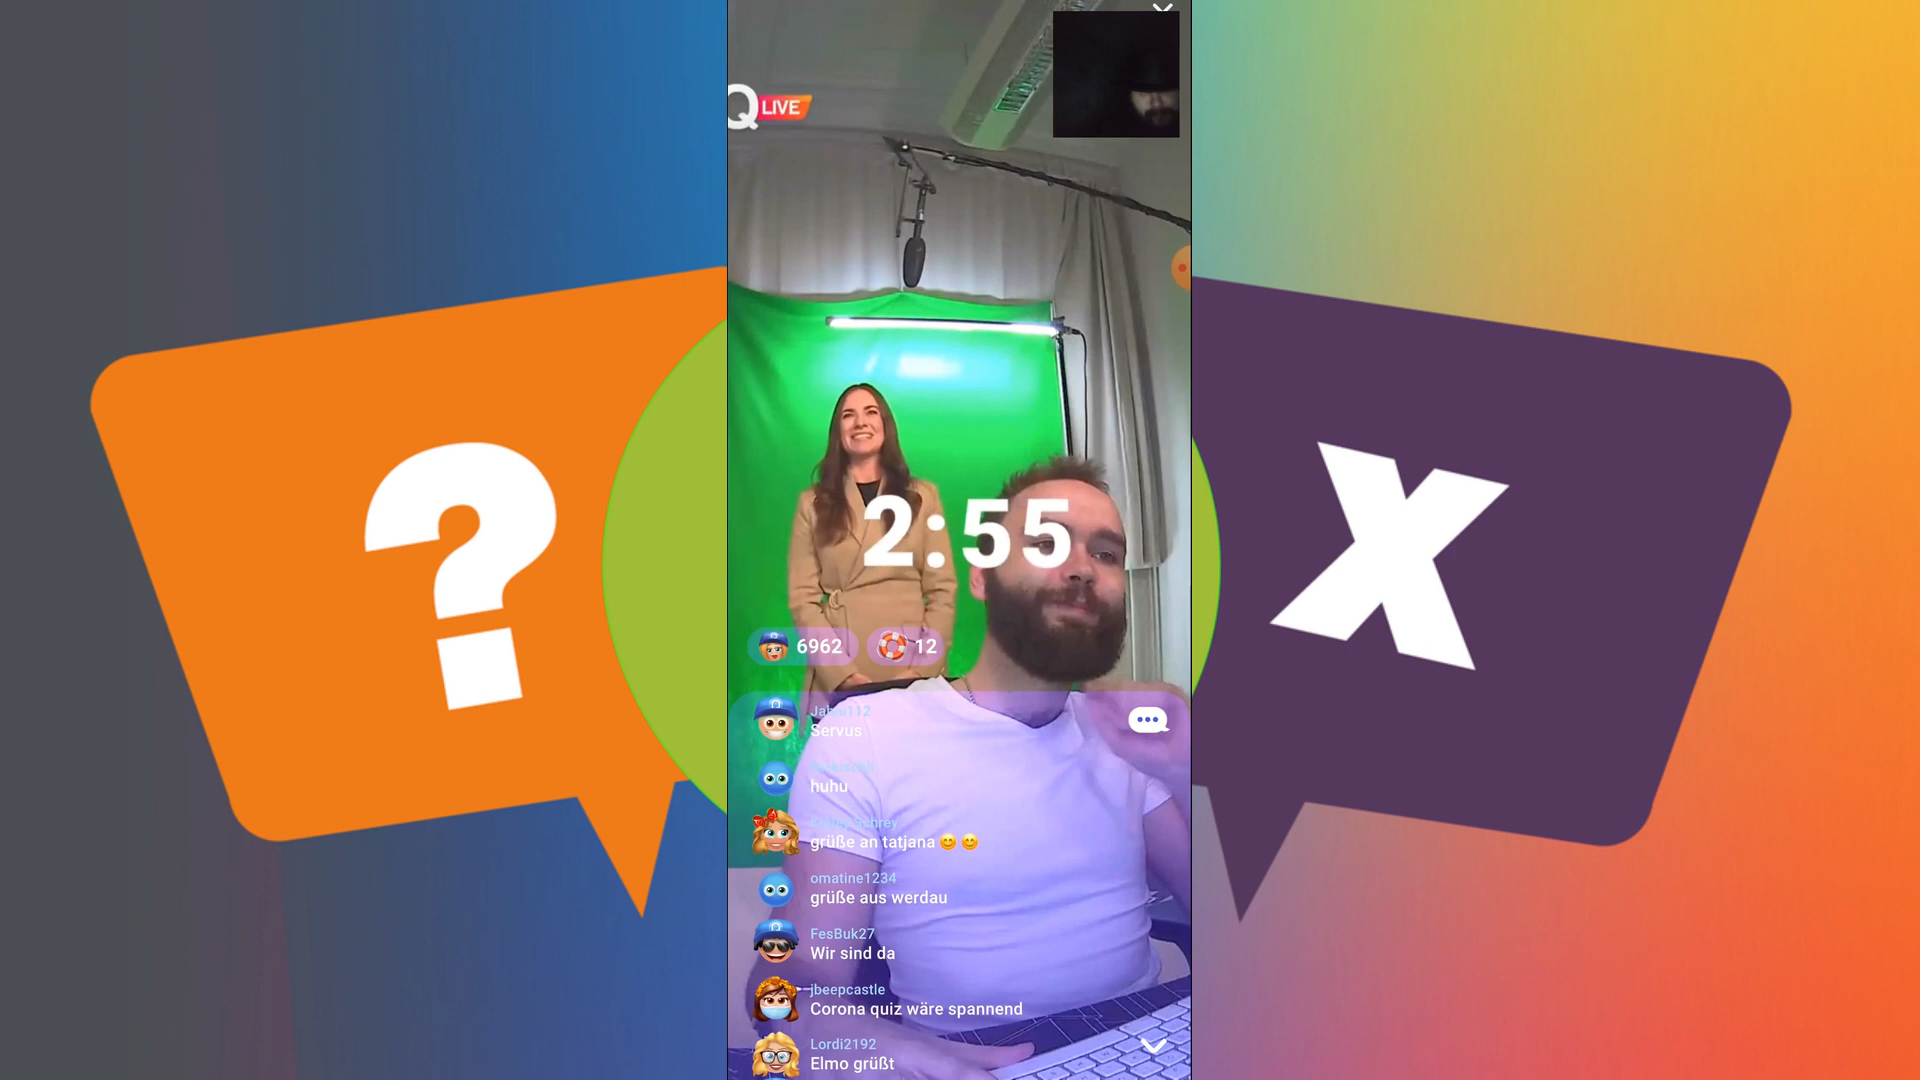 ?
X
Q LIVE
2:55
6962
12
Servus
huhu
grüße an tatjana 😊 😊
omatine1234
grüße aus werdau
FesBuk27
Wir sind da
jbeepcastle
Corona quiz wäre spannend
Lordi2192
Elmo grüßt